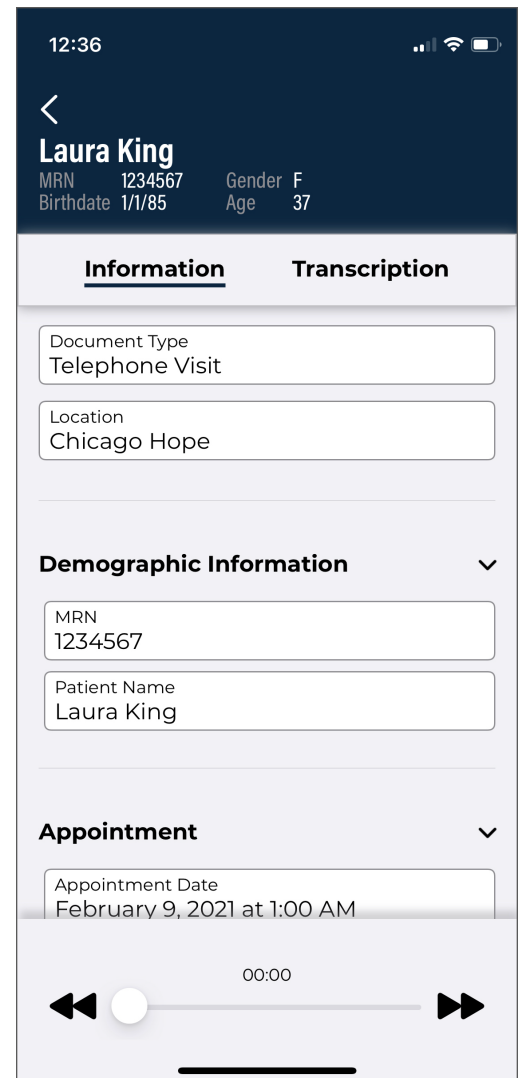 12:36
Laura King
MRN 1234567 Gender F
Birthdate 1/1/85 Age 37
Information Transcription
Document Type
Telephone Visit
Location
Chicago Hope
Demographic Information
MRN
1234567
Patient Name
Laura King
Appointment
Appointment Date
February 9, 2021 at 1:00 AM
00:00